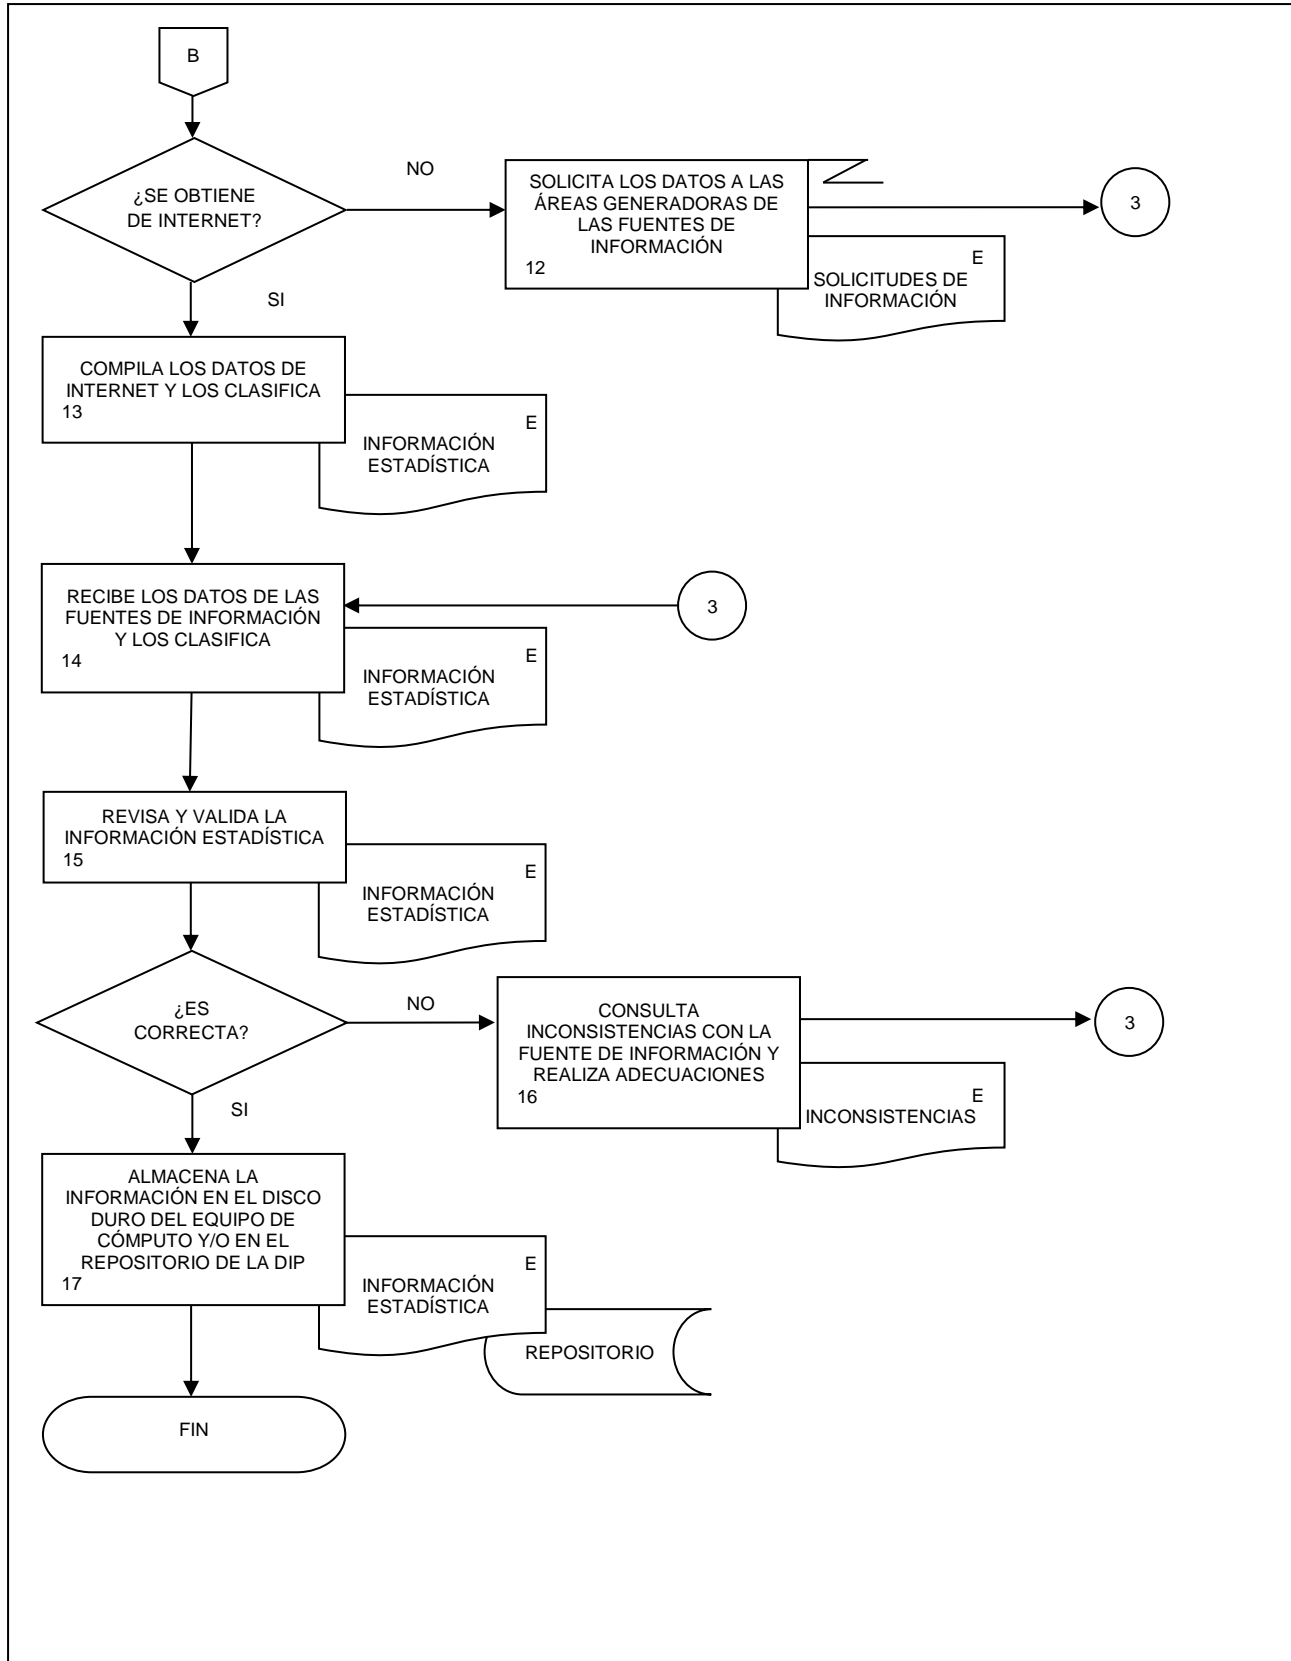 B
¿SE OBTIENE
DE INTERNET?
NO
SOLICITA LOS DATOS A LAS
ÁREAS GENERADORAS DE
LAS FUENTES DE
INFORMACIÓN
12
3
E
SOLICITUDES DE
INFORMACIÓN
SI
COMPILA LOS DATOS DE
INTERNET Y LOS CLASIFICA
13
E
INFORMACIÓN
ESTADÍSTICA
RECIBE LOS DATOS DE LAS
FUENTES DE INFORMACIÓN
Y LOS CLASIFICA
14
3
E
INFORMACIÓN
ESTADÍSTICA
REVISA Y VALIDA LA
INFORMACIÓN ESTADÍSTICA
15
E
INFORMACIÓN
ESTADÍSTICA
¿ES
CORRECTA?
NO
CONSULTA
INCONSISTENCIAS CON LA
FUENTE DE INFORMACIÓN Y
REALIZA ADECUACIONES
16
3
E
INCONSISTENCIAS
SI
ALMACENA LA
INFORMACIÓN EN EL DISCO
DURO DEL EQUIPO DE
CÓMPUTO Y/O EN EL
REPOSITORIO DE LA DIP
17
E
INFORMACIÓN
ESTADÍSTICA
REPOSITORIO
FIN